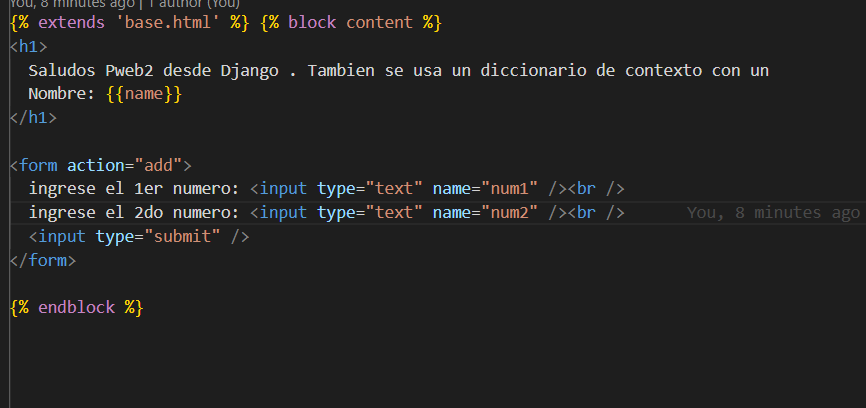 You, 8 minutes ago | 1 author (You)
{% extends 'base.html' %} {% block content %}
<h1>
Saludos Pweb2 desde Django . Tambien se usa un diccionario de contexto con un
Nombre: {{name}}
</h1>
<form action="add">
ingrese el 1er numero: <input type="text" name="num1" /><br />
ingrese el 2do numero: <input type="text" name="num2" /><br /> You, 8 minutes ago
<input type="submit" />
</form>
{% endblock %}